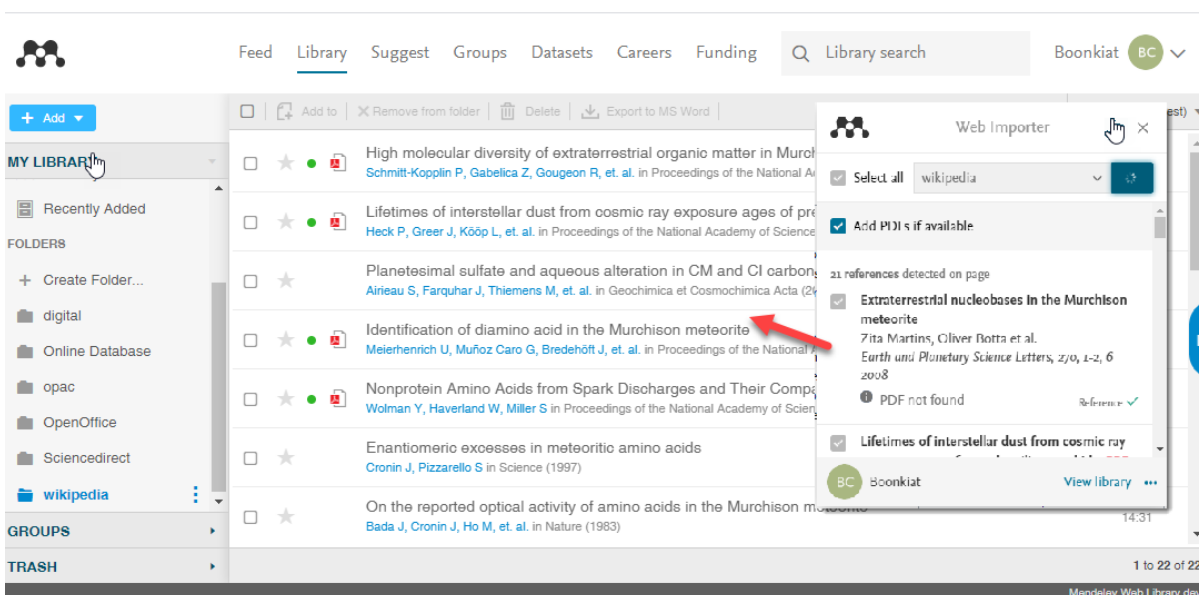 Feed Library Suggest Groups Datasets Careers Funding Library search Boonkiat BC
+ Add
Add to Remove from folder Delete Export to MS Word est)
MY LIBRARY
Recently Added
FOLDERS
+ Create Folder...
digital
Online Database
opac
OpenOffice
Sciencedirect
wikipedia
GROUPS
TRASH
High molecular diversity of extraterrestrial organic matter in Murch
Schmitt-Kopplin P, Gabelica Z, Gougeon R, et. al. in Proceedings of the National A
Lifetimes of interstellar dust from cosmic ray exposure ages of pre
Heck P, Greer J, Kööp L, et. al. in Proceedings of the National Academy of Science
Planetesimal sulfate and aqueous alteration in CM and CI carbon
Airieau S, Farquhar J, Thiemens M, et. al. in Geochimica et Cosmochimica Acta (20
Identification of diamino acid in the Murchison meteorite
Meierhenrich U, Muñoz Caro G, Bredehöft J, et. al. in Proceedings of the National
Nonprotein Amino Acids from Spark Discharges and Their Compa
Wolman Y, Haverland W, Miller S in Proceedings of the National Academy of Scien
Enantiomeric excesses in meteoritic amino acids
Cronin J, Pizzarello S in Science (1997)
On the reported optical activity of amino acids in the Murchison
Bada J, Cronin J, Ho M, et. al. in Nature (1983)
14:31
Web Importer
Select all wikipedia
Add PDFs if available
21 references detected on page
Extraterrestrial nucleobases in the Murchison
meteorite
Zita Martins, Oliver Botta et al.
Earth and Planetary Science Letters, 270, 1-2, 6
2008
PDF not found Reference
Lifetimes of interstellar dust from cosmic ray
BC Boonkiat View library
1 to 22 of 22
Mendeley Web Library dev